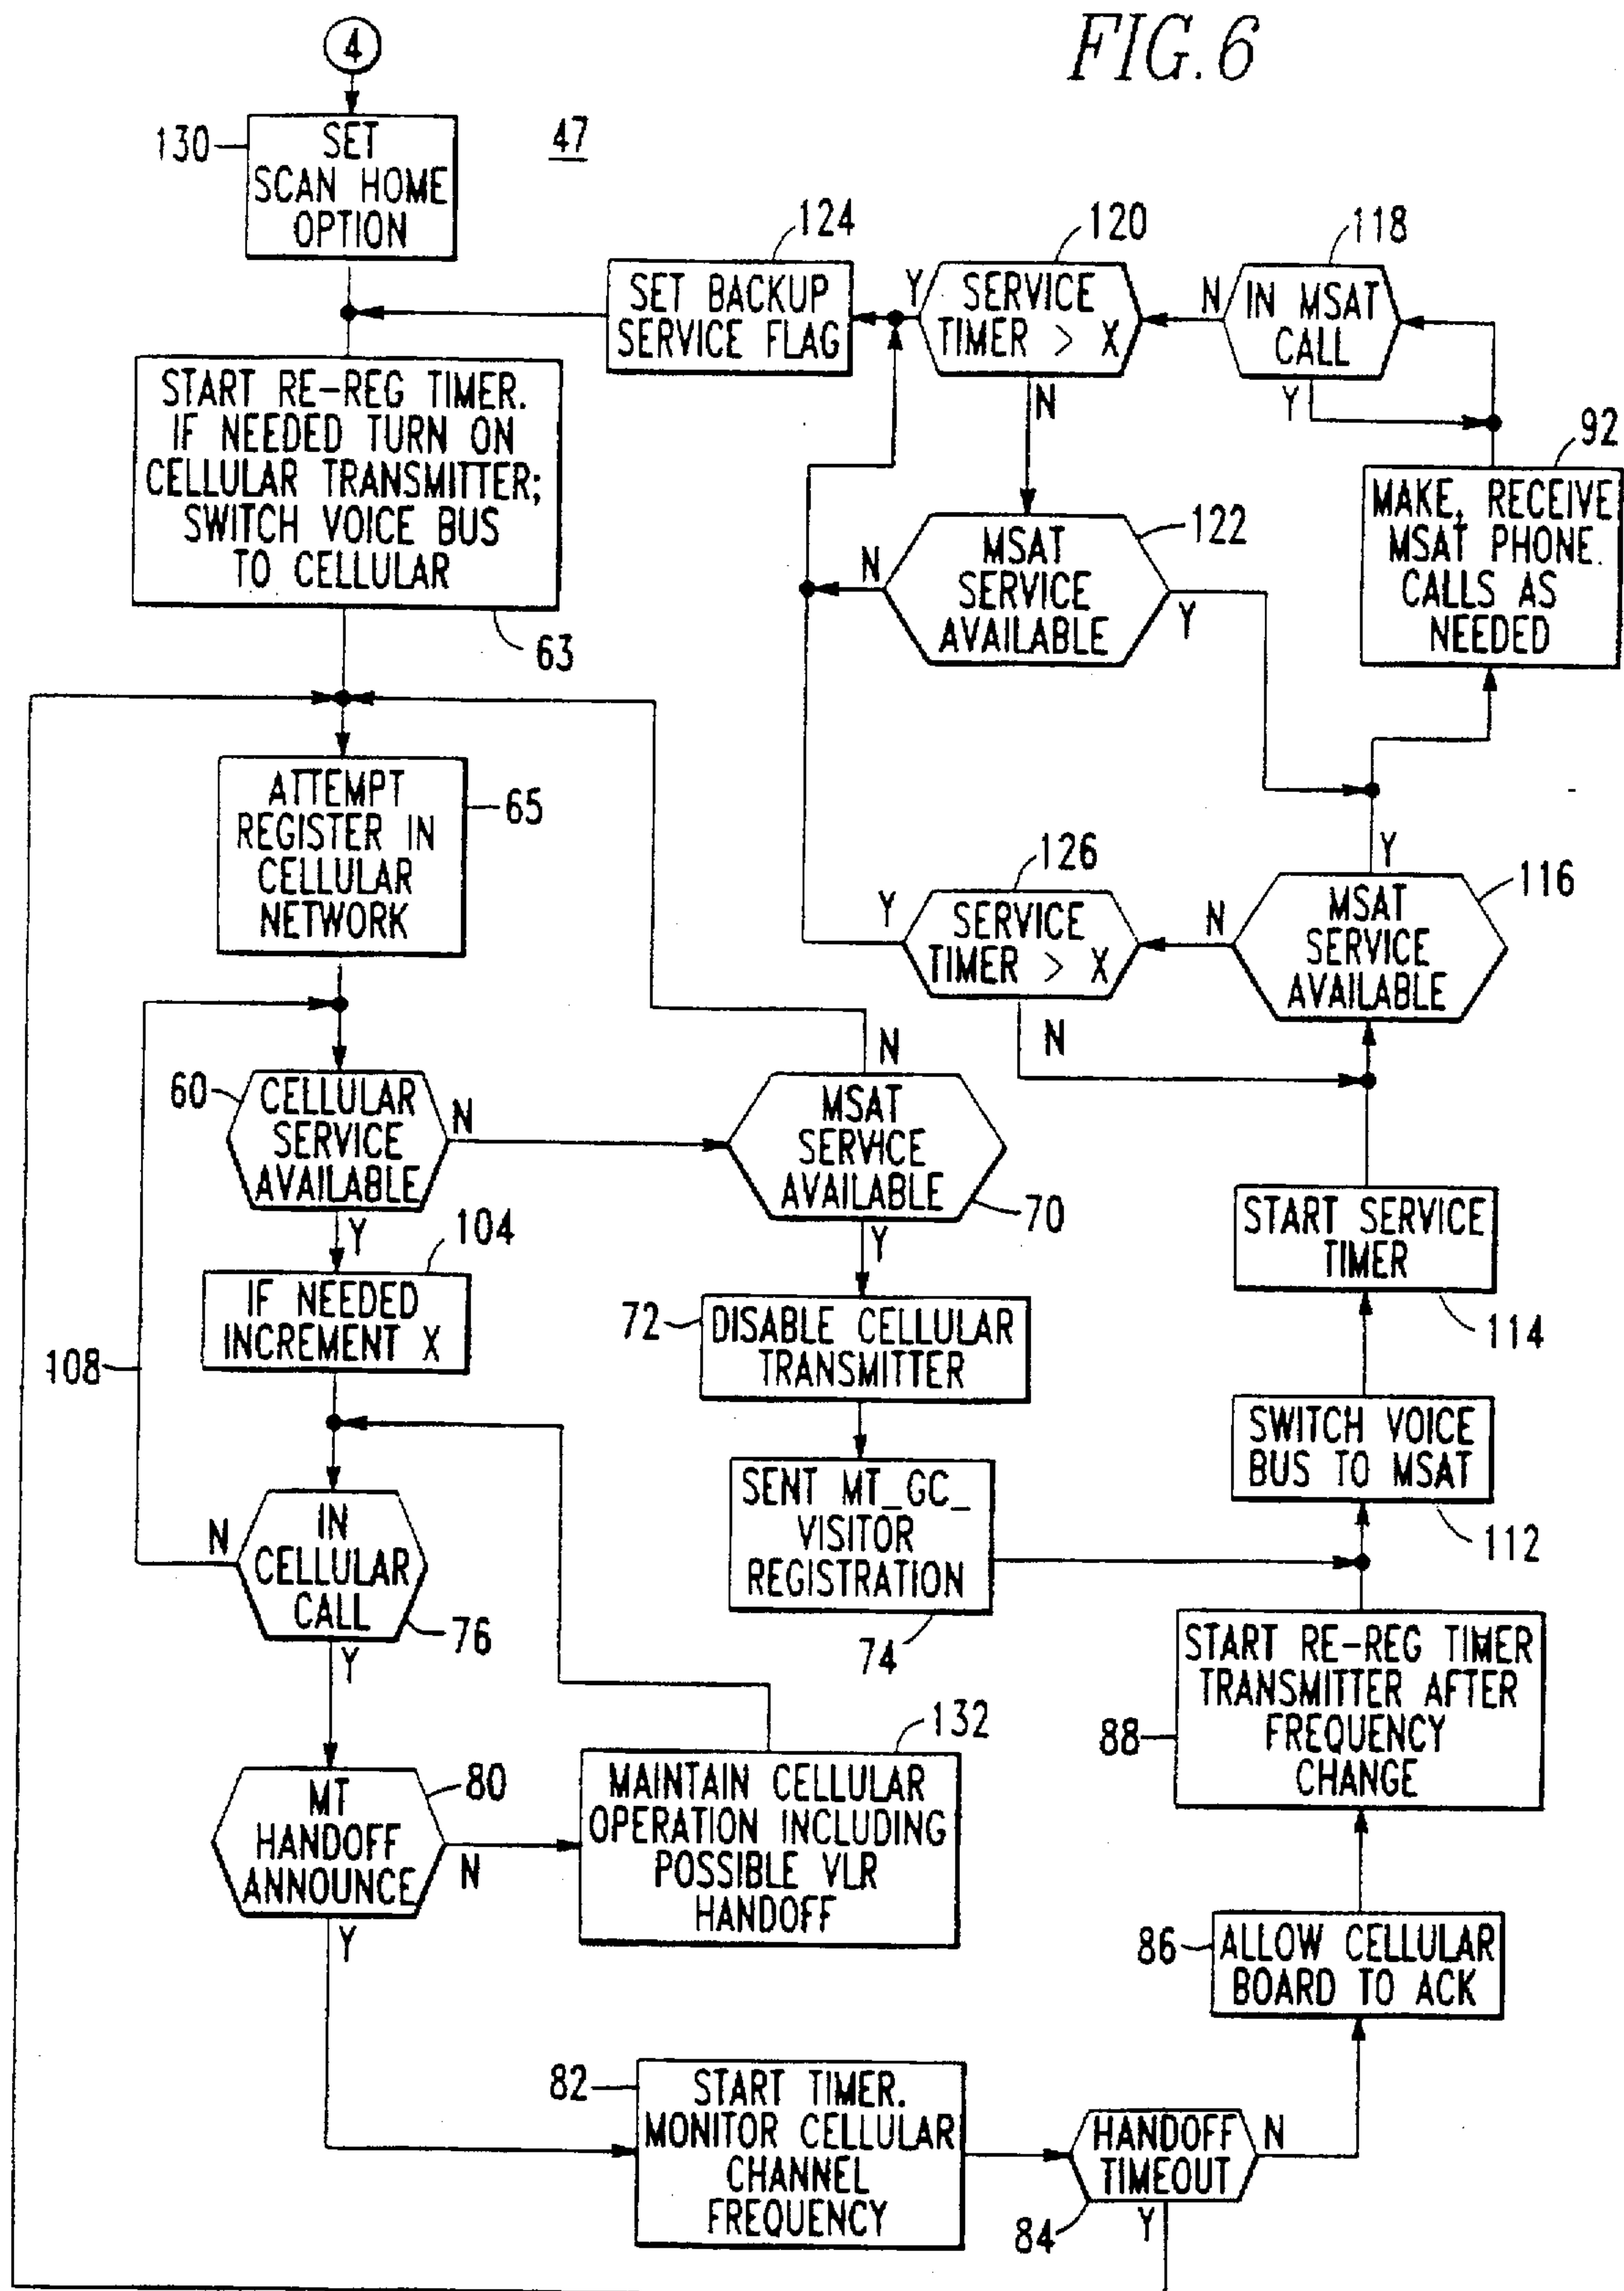 FIG.6
4
130
SET
SCAN HOME
OPTION
47
124
SET BACKUP
SERVICE FLAG
120
SERVICE
TIMER > X
Y
N
118
IN MSAT
CALL
N
Y
92
MAKE, RECEIVE
MSAT PHONE.
CALLS AS
NEEDED
START RE-REG TIMER.
IF NEEDED TURN ON
CELLULAR TRANSMITTER;
SWITCH VOICE BUS
TO CELLULAR
63
122
MSAT
SERVICE
AVAILABLE
N
Y
ATTEMPT
REGISTER IN
CELLULAR
NETWORK
65
126
SERVICE
TIMER > X
Y
N
116
MSAT
SERVICE
AVAILABLE
Y
N
60
CELLULAR
SERVICE
AVAILABLE
N
Y
MSAT
SERVICE
AVAILABLE
70
N
Y
104
IF NEEDED
INCREMENT X
108
72
DISABLE CELLULAR
TRANSMITTER
START SERVICE
TIMER
114
SWITCH VOICE
BUS TO MSAT
112
SENT MT_GC_
VISITOR
REGISTRATION
74
IN
CELLULAR
CALL
76
N
Y
88
START RE-REG TIMER
TRANSMITTER AFTER
FREQUENCY
CHANGE
80
MT
HANDOFF
ANNOUNCE
N
Y
132
MAINTAIN CELLULAR
OPERATION INCLUDING
POSSIBLE VLR
HANDOFF
86
ALLOW CELLULAR
BOARD TO ACK
82
START TIMER.
MONITOR CELLULAR
CHANNEL
FREQUENCY
HANDOFF
TIMEOUT
84
N
Y